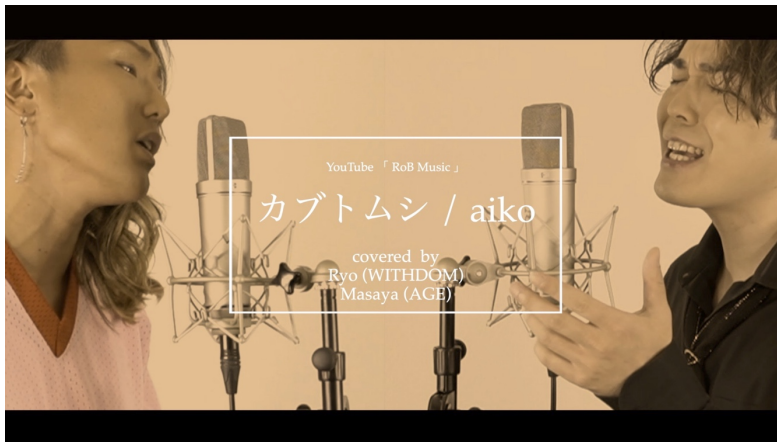 YouTube 「 RoB Music 」
カブトムシ / aiko
covered by
Ryo (WITHDOM)
Masaya (AGE)